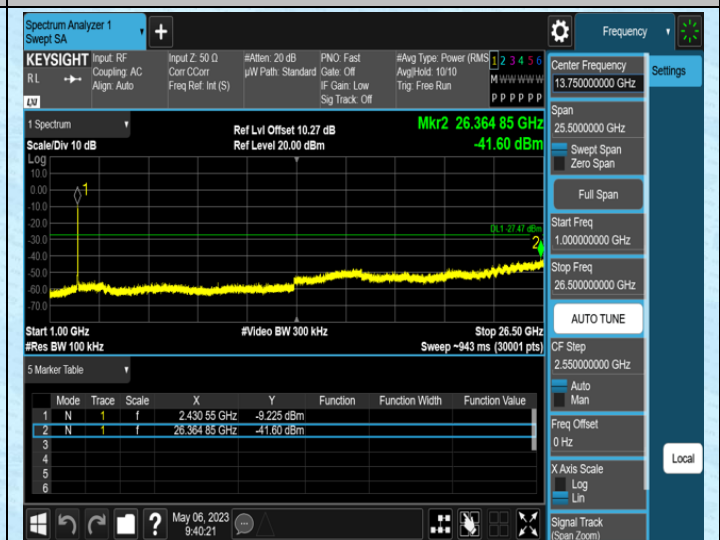 Spectrum Analyzer 1
Swept SA
+
Frequency
KEYSIGHT
Input: RF
Coupling: AC
Align: Auto
Input Z: 50 Ω
Corr CCorr
Freq Ref: Int (S)
#Atten: 20 dB
µW Path: Standard
PNO: Fast
Gate: Off
IF Gain: Low
Sig Track: Off
#Avg Type: Power (RMS
Avg|Hold: 10/10
Trig: Free Run
1 2 3 4 5 6
M W W W W W
P P P P P P
R L
LXI
Center Frequency
13.750000000 GHz
Settings
Span
25.5000000 GHz
Swept Span
Zero Span
Full Span
Start Freq
1.000000000 GHz
Stop Freq
26.500000000 GHz
AUTO TUNE
CF Step
2.550000000 GHz
Auto
Man
Freq Offset
0 Hz
X Axis Scale
Log
Lin
Signal Track
(Span Zoom)
Local
1 Spectrum
Scale/Div 10 dB
Ref Lvl Offset 10.27 dB
Ref Level 20.00 dBm
Mkr2 26.364 85 GHz
-41.60 dBm
Log
10.0
0.00
-10.0
-20.0
-30.0
-40.0
-50.0
-60.0
-70.0
1
DL1 -27.47 dBm
2
Start 1.00 GHz
#Res BW 100 kHz
#Video BW 300 kHz
Stop 26.50 GHz
Sweep ~943 ms (30001 pts)
5 Marker Table
Mode Trace Scale X Y Function Function Width Function Value
1 N 1 f 2.430 55 GHz -9.225 dBm
2 N 1 f 26.364 85 GHz -41.60 dBm
3
4
5
6
?
May 06, 2023
9:40:21